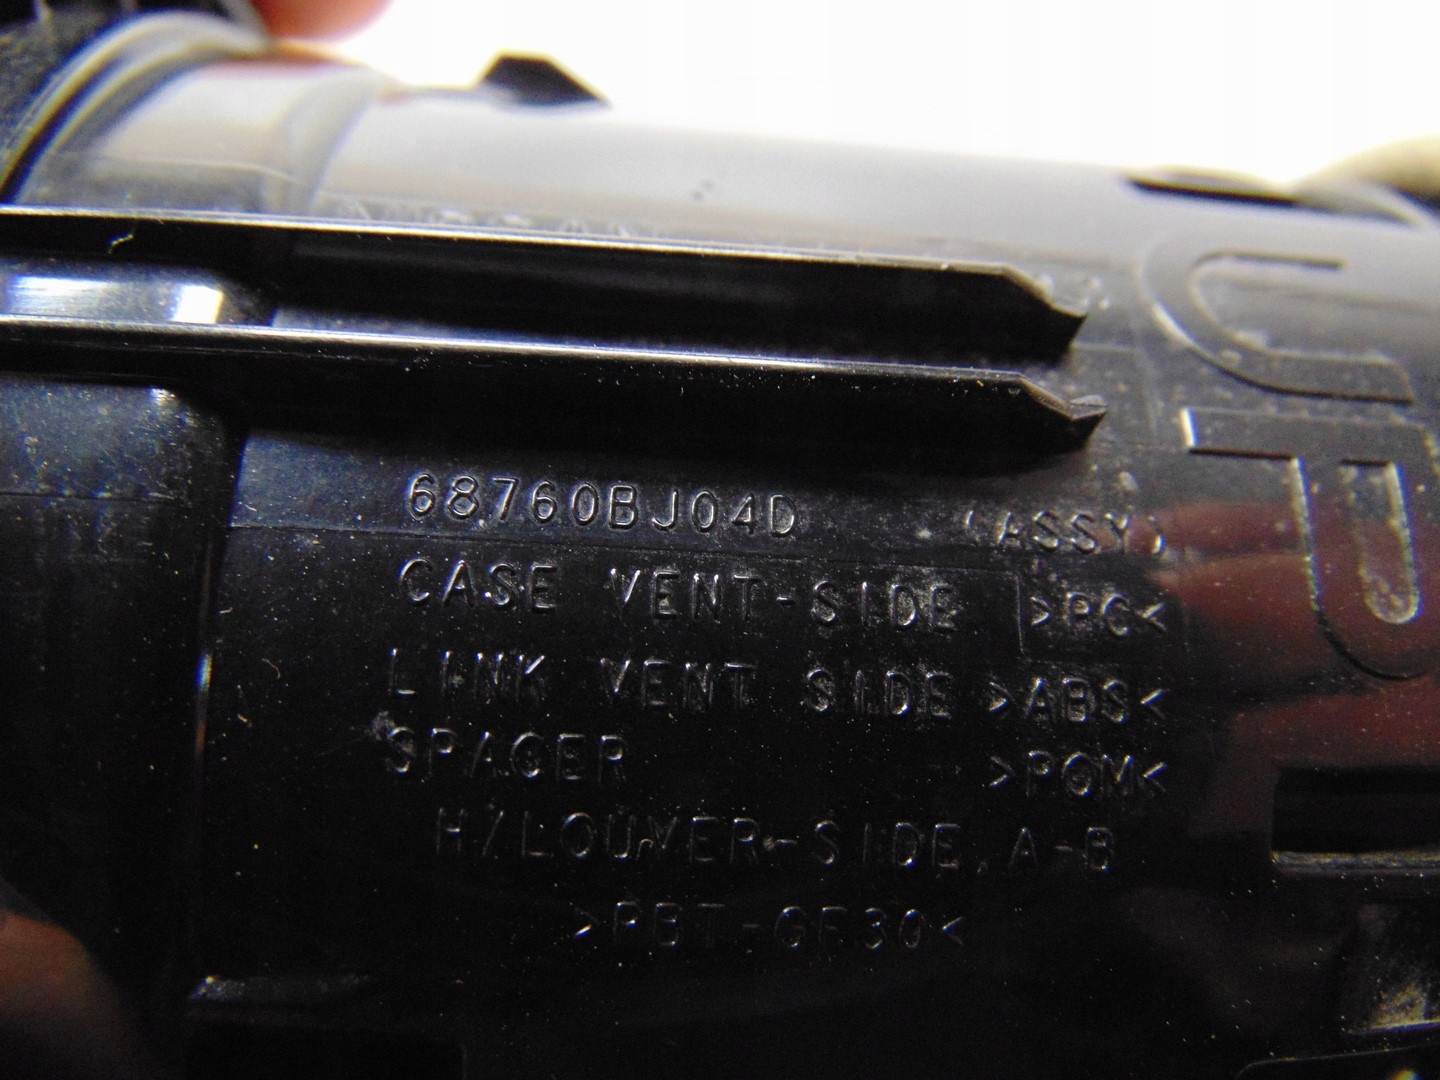 68760BJ04D (ASSY)
CASE VENT-SIDE >PC<
LINK VENT SIDE >ABS<
SPACER >POM<
H/LOUVER-SIDE,A-B
>PBT-GF30<